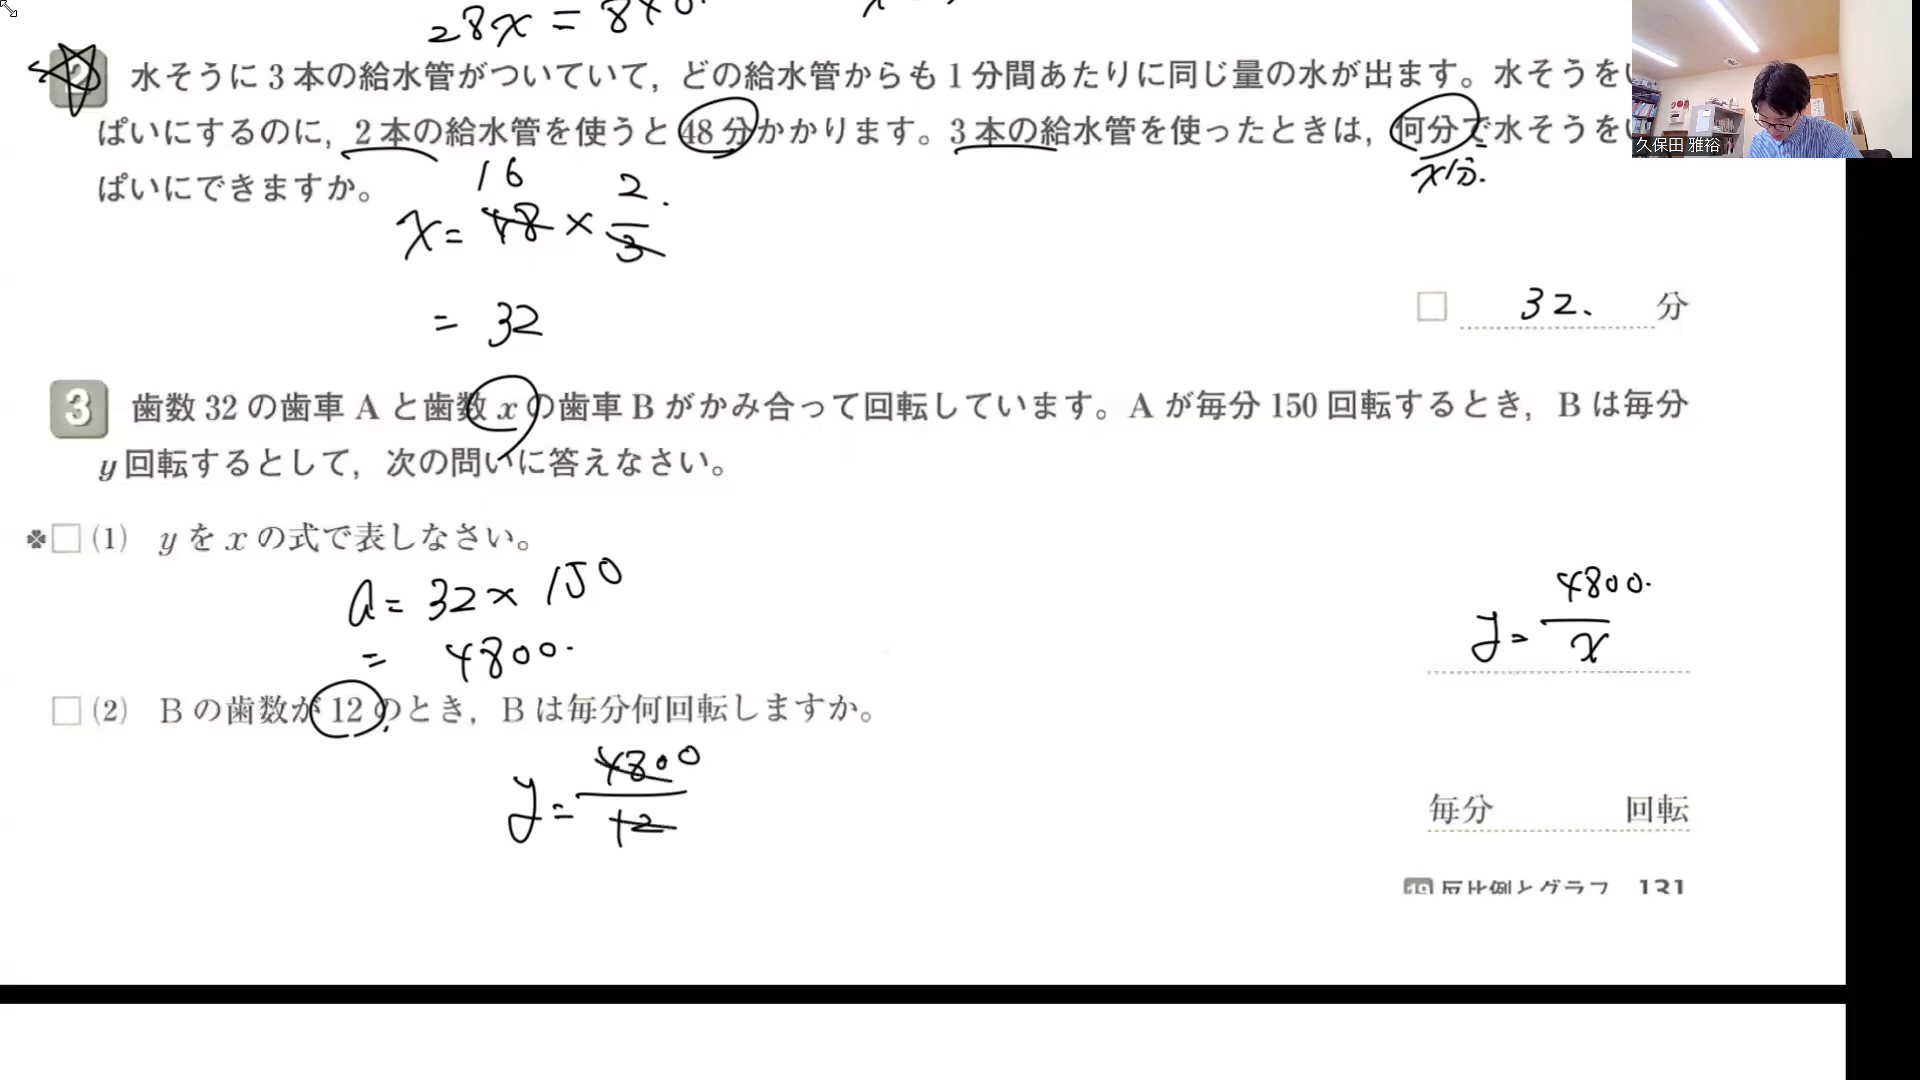 28x = 840.
2 水そうに3本の給水管がついていて，どの給水管からも1分間あたりに同じ量の水が出ます。水そうを
ぱいにするのに，2本の給水管を使うと48分かかります。3本の給水管を使ったときは，何分で水そうを
ぱいにできますか。
x分.
16 2.
x = 48 × 2/3
= 32
32. 分
3 歯数32の歯車Aと歯数xの歯車Bがかみ合って回転しています。Aが毎分150回転するとき，Bは毎分
y回転するとして，次の問いに答えなさい。
(1) yをxの式で表しなさい。
a = 32 × 150
= 4800.
y = 4800./x
(2) Bの歯数が12のとき，Bは毎分何回転しますか。
y = 4800/12
毎分 回転
19 反比例とグラフ 131
久保田 雅裕